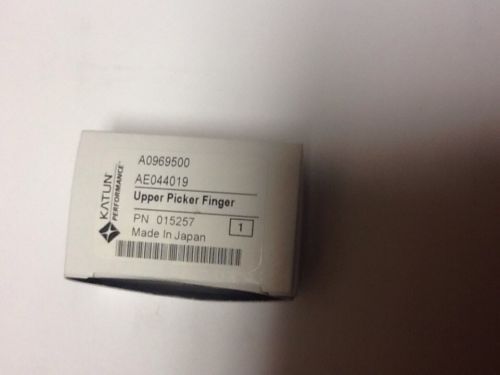 KATUN
PERFORMANCE
A0969500
AE044019
Upper Picker Finger
PN 015257
1
Made In Japan